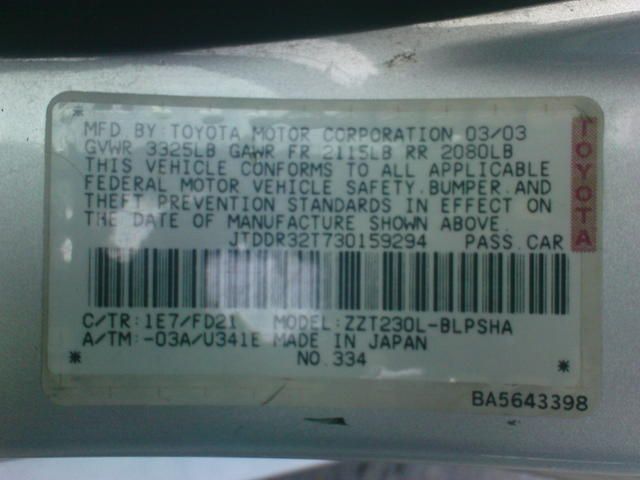 MFD BY: TOYOTA MOTOR CORPORATION 03/03
GVWR 3325LB GAWR FR 2115LB RR 2080LB
THIS VEHICLE CONFORMS TO ALL APPLICABLE
FEDERAL MOTOR VEHICLE SAFETY.BUMPER.AND
THEFT PREVENTION STANDARDS IN EFFECT ON
THE DATE OF MANUFACTURE SHOWN ABOVE.
JTDDR32T730159294 PASS.CAR
C/TR:1E7/FD21 MODEL:ZZT230L-BLPSHA
A/TM:-03A/U341E MADE IN JAPAN
NO.334
BA5643398
TOYOTA